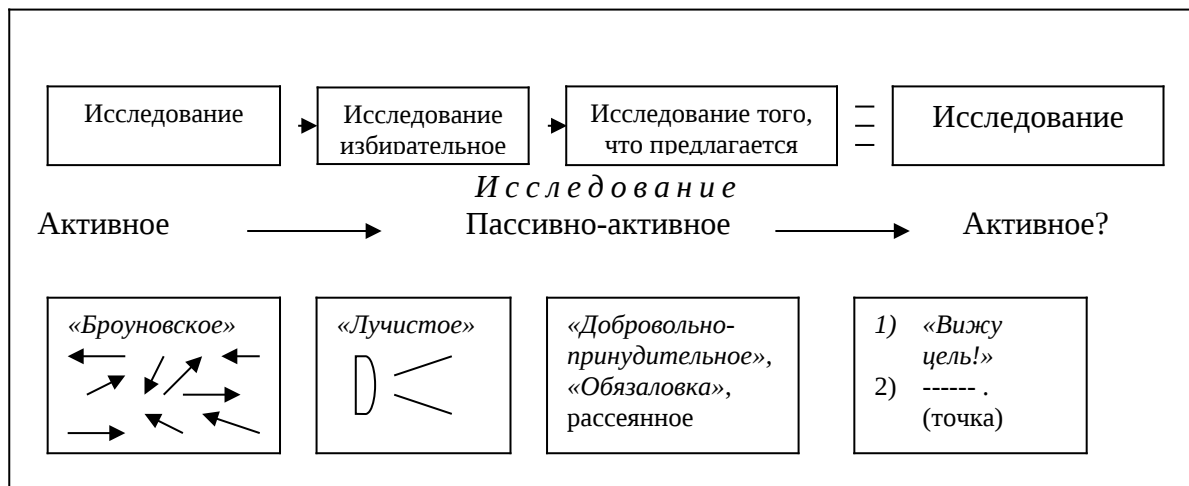 Исследование
Исследование
избирательное
Исследование того,
что предлагается
Исследование
Исследование
Активное
Пассивно-активное
Активное?
«Броуновское»
«Лучистое»
«Добровольно-
принудительное»,
«Обязаловка»,
рассеянное
1) «Вижу
цель!»
2) ------ .
(точка)